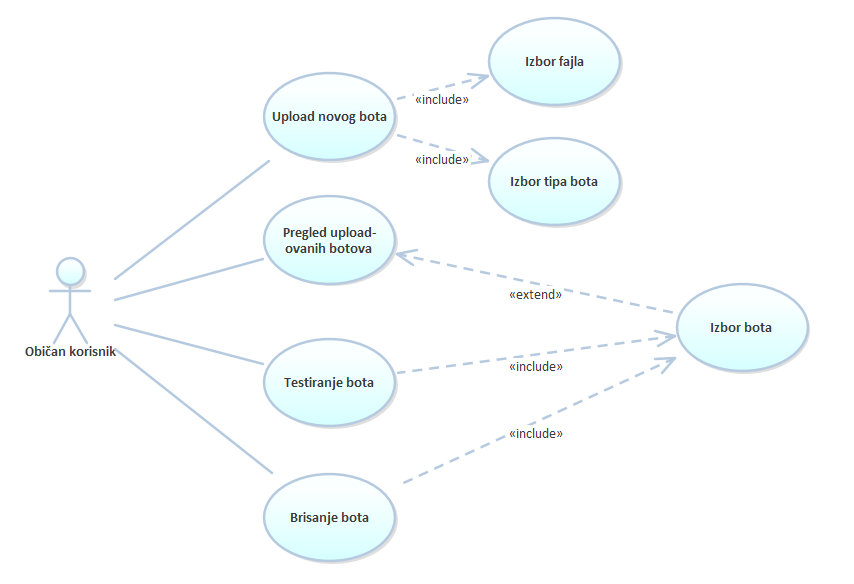 Izbor fajla
Upload novog bota
«include»
«include»
Izbor tipa bota
Pregled upload-
ovanih botova
«extend»
Izbor bota
Običan korisnik
Testiranje bota
«include»
«include»
Brisanje bota